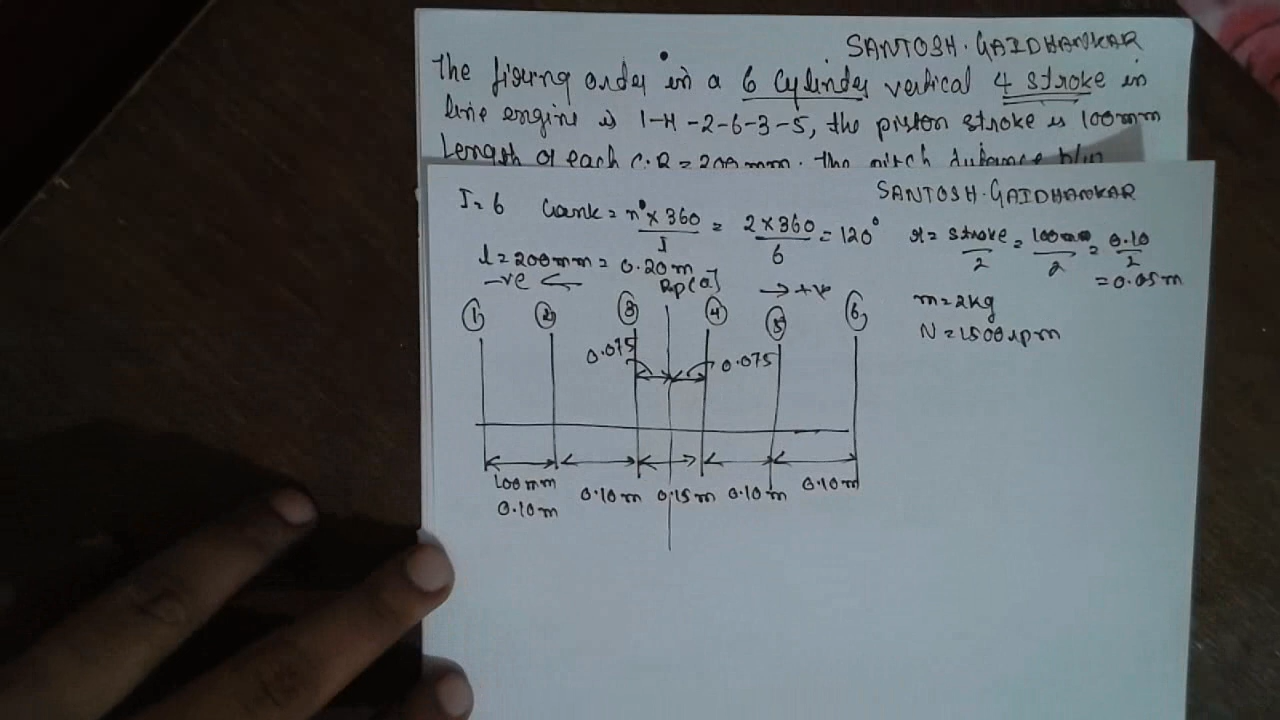 SANTOSH. GAIDHANKAR
The firing order in a 6 cylinder vertical 4 stroke in
line engine is 1-4-2-6-3-5, the piston stroke is 100mm
Length of each C.R = 200 mm. the pitch distance b/w
SANTOSH. GAIDHANKAR
I= 6 Crank = n° x 360 / I = 2 x 360 / 6 = 120° r = stroke / 2 = 100 / 2 = 0.10 / 2
= 0.05 m
l = 200mm = 0.20 m
-ve ← Rp(a) → +ve
m=2kg
N = 1500 rpm
1 2 3 4 5 6
0.075 0.075
100mm
0.10m 0.10m 0.15m 0.10m 0.10m